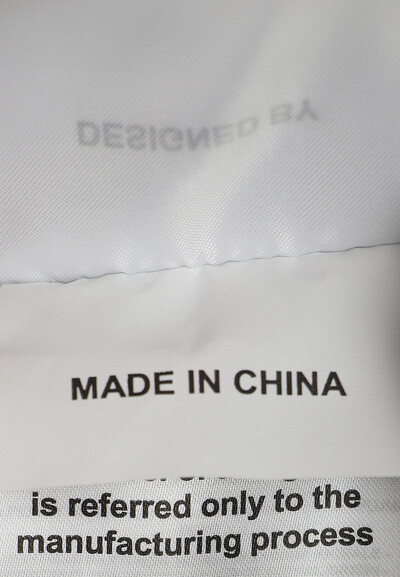 DESIGNED BY
MADE IN CHINA
is referred only to the
manufacturing process